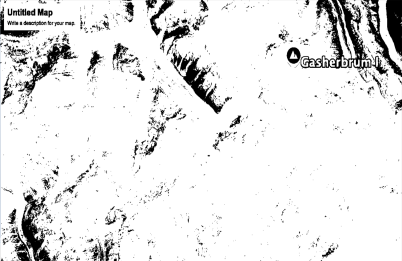 Untitled Map
Write a description for your map.
Gasherbrum I